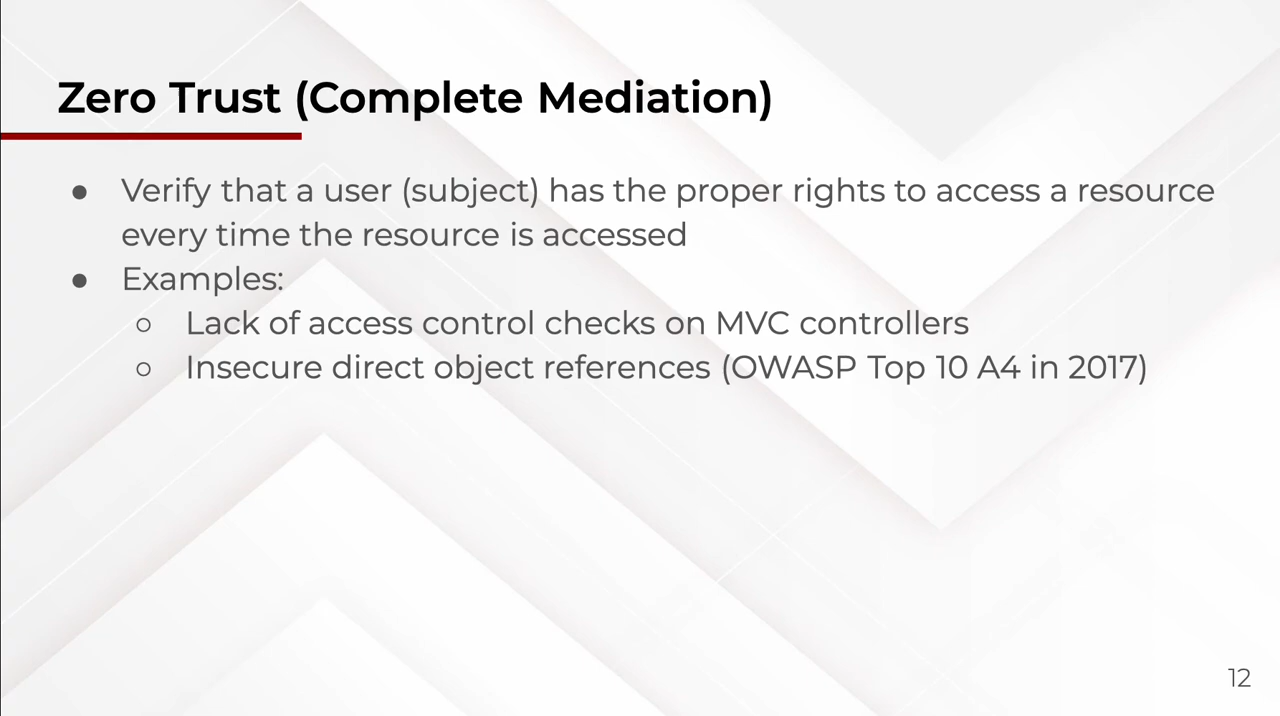 Zero Trust (Complete Mediation)
● Verify that a user (subject) has the proper rights to access a resource
every time the resource is accessed
● Examples:
○ Lack of access control checks on MVC controllers
○ Insecure direct object references (OWASP Top 10 A4 in 2017)
12